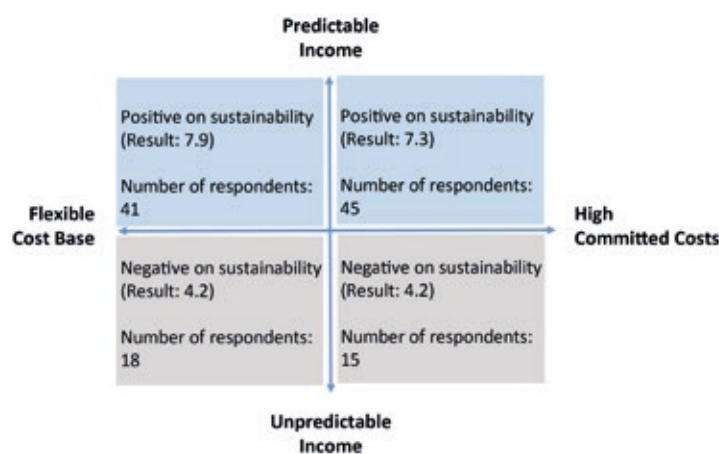 Predictable
Income
Positive on sustainability
(Result: 7.9)
Number of respondents:
41
Positive on sustainability
(Result: 7.3)
Number of respondents:
45
Flexible
Cost Base
High
Committed Costs
Negative on sustainability
(Result: 4.2)
Number of respondents:
18
Negative on sustainability
(Result: 4.2)
Number of respondents:
15
Unpredictable
Income